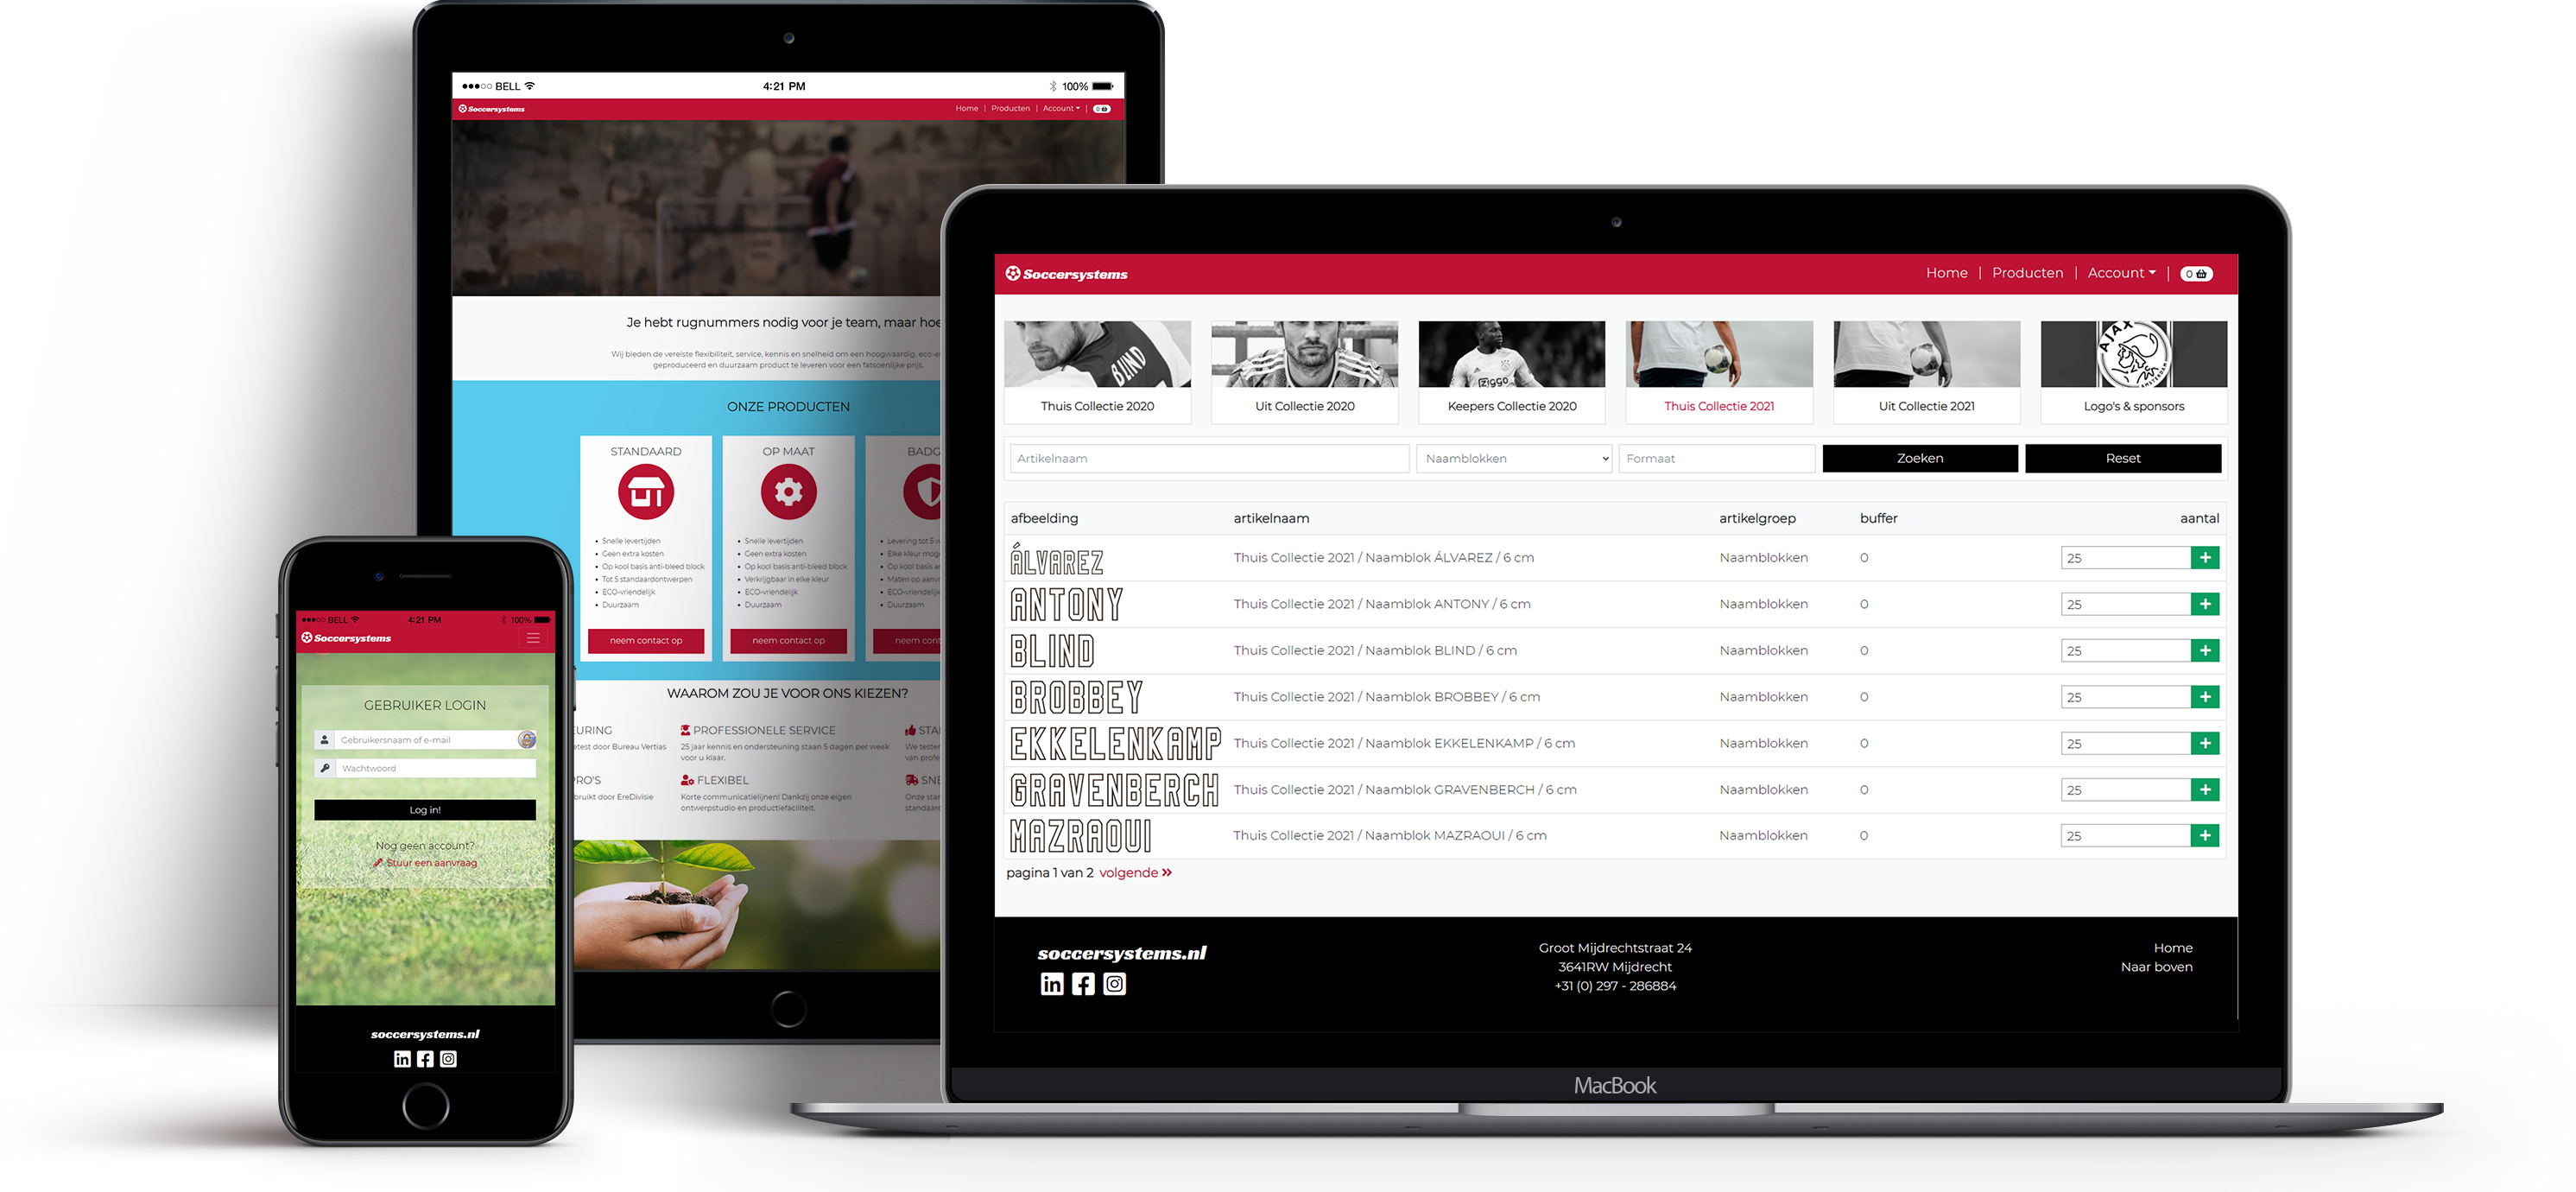 BELL
4:21 PM
100%
Soccersystems
Home | Producten | Account | 0
Je hebt rugnummers nodig voor je team, maar hoe
Wij bieden de vereiste flexibiliteit, service, kennis en snelheid om een hoogwaardig, eco-e
geproduceerd en duurzaam product te leveren voor een fatsoenlijke prijs.
ONZE PRODUCTEN
STANDAARD
Snelle levertijden
Geen extra kosten
Op kool basis anti-bleed block
Tot 5 standaardontwerpen
ECO-vriendelijk
Duurzaam
neem contact op
OP MAAT
Snelle levertijden
Geen extra kosten
Op kool basis anti-bleed block
Verkrijgbaar in elke kleur
ECO-vriendelijk
Duurzaam
neem contact op
BADG
Levering tot 5 w
Elke kleur mog
Op kool basis a
Maten op aanv
ECO-vriendelijk
Duurzaam
neem cont
WAAROM ZOU JE VOOR ONS KIEZEN?
EURING
etest door Bureau Vertias
PROFESSIONELE SERVICE
25 jaar kennis en ondersteuning staan 5 dagen per week
voor u klaar.
STA
We tester
van profe
RO'S
bruikt door EreDivisie
FLEXIBEL
Korte communicatielijnen! Dankzij onze eigen
ontwerpstudio en productiefaciliteit.
SNE
Onze star
standaard
BELL
4:21 PM
100%
Soccersystems
GEBRUIKER LOGIN
Gebruikersnaam of e-mail
Wachtwoord
Log in!
Nog geen account?
Stuur een aanvraag
soccersystems.nl
Soccersystems
Home | Producten | Account | 0
BLIND
ZIGGO
AJAX
AMSTERDAM
Thuis Collectie 2020
Uit Collectie 2020
Keepers Collectie 2020
Thuis Collectie 2021
Uit Collectie 2021
Logo's & sponsors
Artikelnaam
Naamblokken
Formaat
Zoeken
Reset
afbeelding artikelnaam artikelgroep buffer aantal
ÁLVAREZ Thuis Collectie 2021 / Naamblok ÁLVAREZ / 6 cm Naamblokken 0 25 +
ANTONY Thuis Collectie 2021 / Naamblok ANTONY / 6 cm Naamblokken 0 25 +
BLIND Thuis Collectie 2021 / Naamblok BLIND / 6 cm Naamblokken 0 25 +
BROBBEY Thuis Collectie 2021 / Naamblok BROBBEY / 6 cm Naamblokken 0 25 +
EKKELENKAMP Thuis Collectie 2021 / Naamblok EKKELENKAMP / 6 cm Naamblokken 0 25 +
GRAVENBERCH Thuis Collectie 2021 / Naamblok GRAVENBERCH / 6 cm Naamblokken 0 25 +
MAZRAOUI Thuis Collectie 2021 / Naamblok MAZRAOUI / 6 cm Naamblokken 0 25 +
pagina 1 van 2 volgende »
soccersystems.nl
Groot Mijdrechtstraat 24
3641RW Mijdrecht
+31 (0) 297 - 286884
Home
Naar boven
MacBook